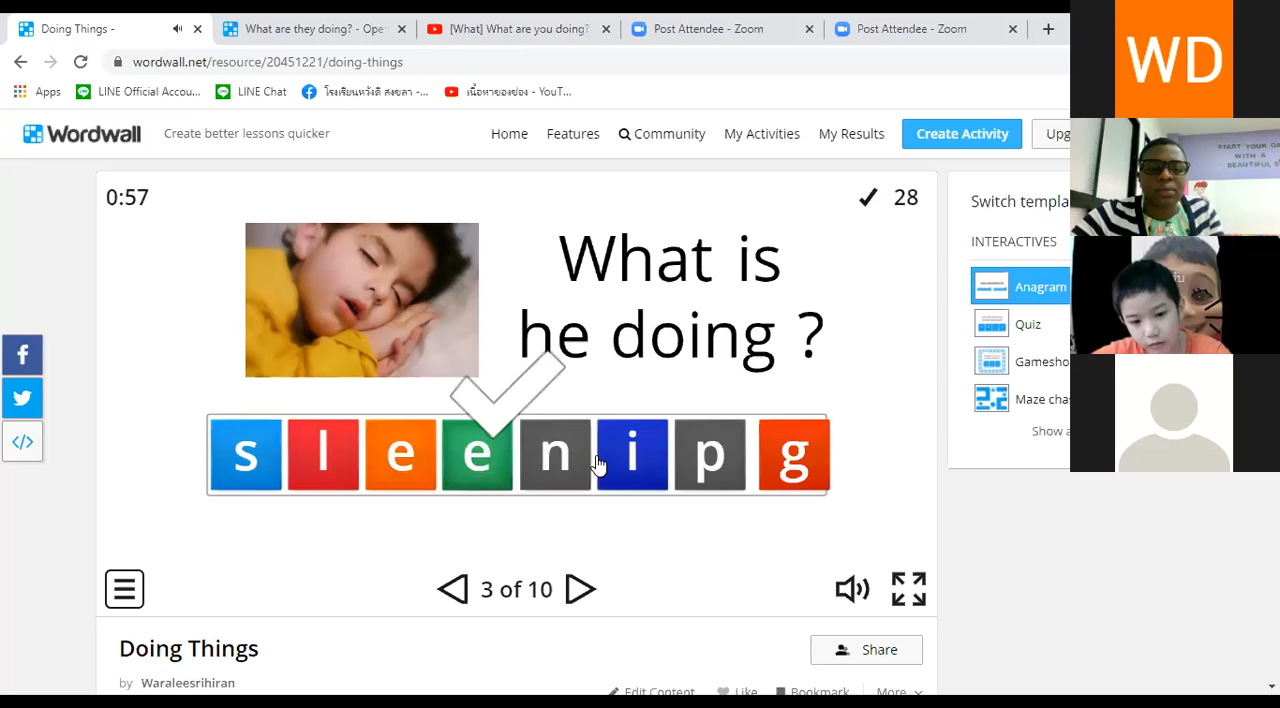 Doing Things -
What are they doing? - Ope
[What] What are you doing?
Post Attendee - Zoom
Post Attendee - Zoom
wordwall.net/resource/20451221/doing-things
Apps
LINE Official Accou...
LINE Chat
โรงเรียนหวังดี สงขลา -...
เนื้อหาของช่อง - YouT...
Wordwall
Create better lessons quicker
Home
Features
Community
My Activities
My Results
Create Activity
Upg
WD
START YOUR DA
WITH A
BEAUTIFUL S
0:57
28
What is
he doing ?
s l e e n i p g
3 of 10
Switch templa
INTERACTIVES
Anagram
Quiz
Gamesho
Maze cha
Show a
Doing Things
by Waraleesrihiran
Share
Edit Content
Like
Bookmark
More